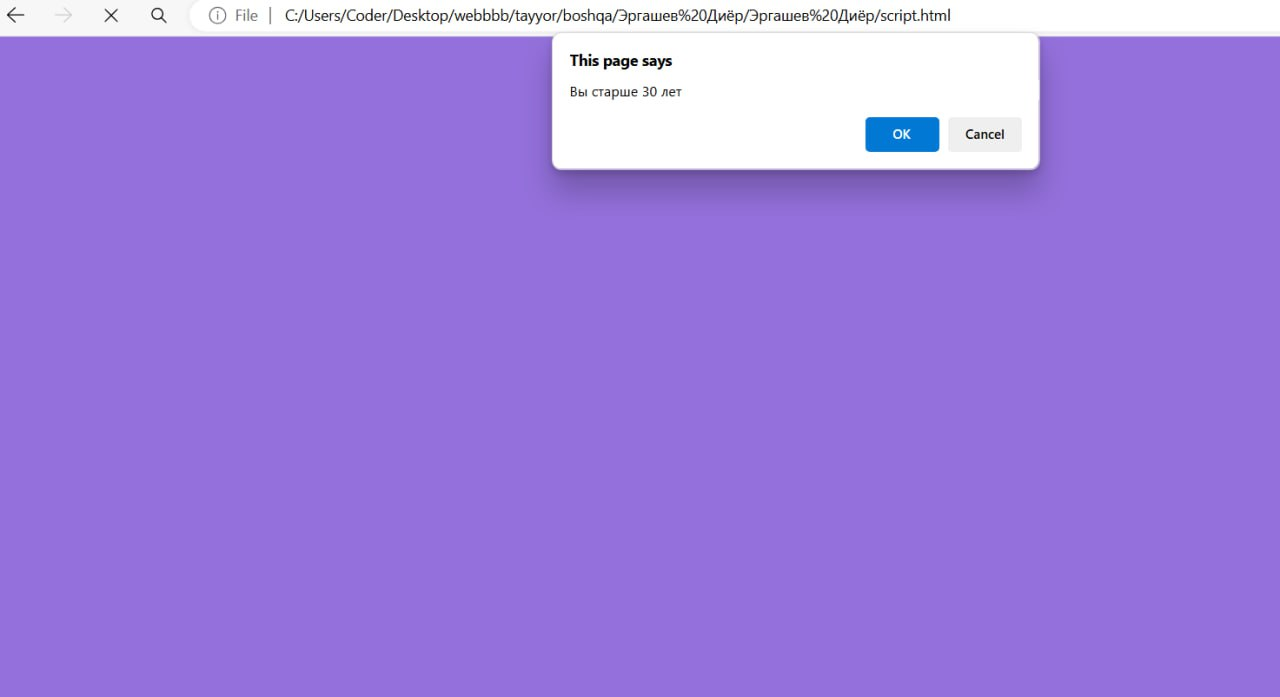 File | C:/Users/Coder/Desktop/webbbb/tayyor/boshqa/Эргашев%20Диёр/Эргашев%20Диёр/script.html
This page says
Вы старше 30 лет
OK Cancel